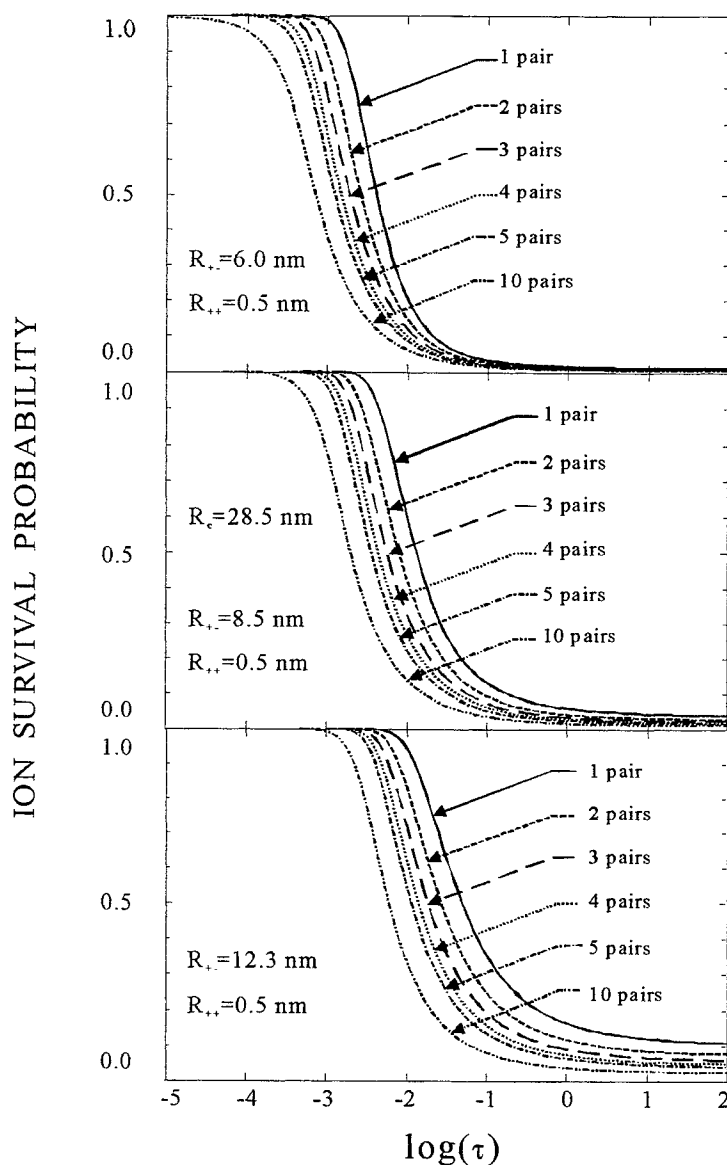 ION SURVIVAL PROBABILITY
1.0
0.5
0.0
1 pair
2 pairs
3 pairs
4 pairs
5 pairs
10 pairs
R+-=6.0 nm
R++=0.5 nm
1.0
0.5
0.0
1 pair
2 pairs
3 pairs
4 pairs
5 pairs
10 pairs
Rc=28.5 nm
R+-=8.5 nm
R++=0.5 nm
1.0
0.5
0.0
1 pair
2 pairs
3 pairs
4 pairs
5 pairs
10 pairs
R+-=12.3 nm
R++=0.5 nm
-5 -4 -3 -2 -1 0 1 2
log(τ)